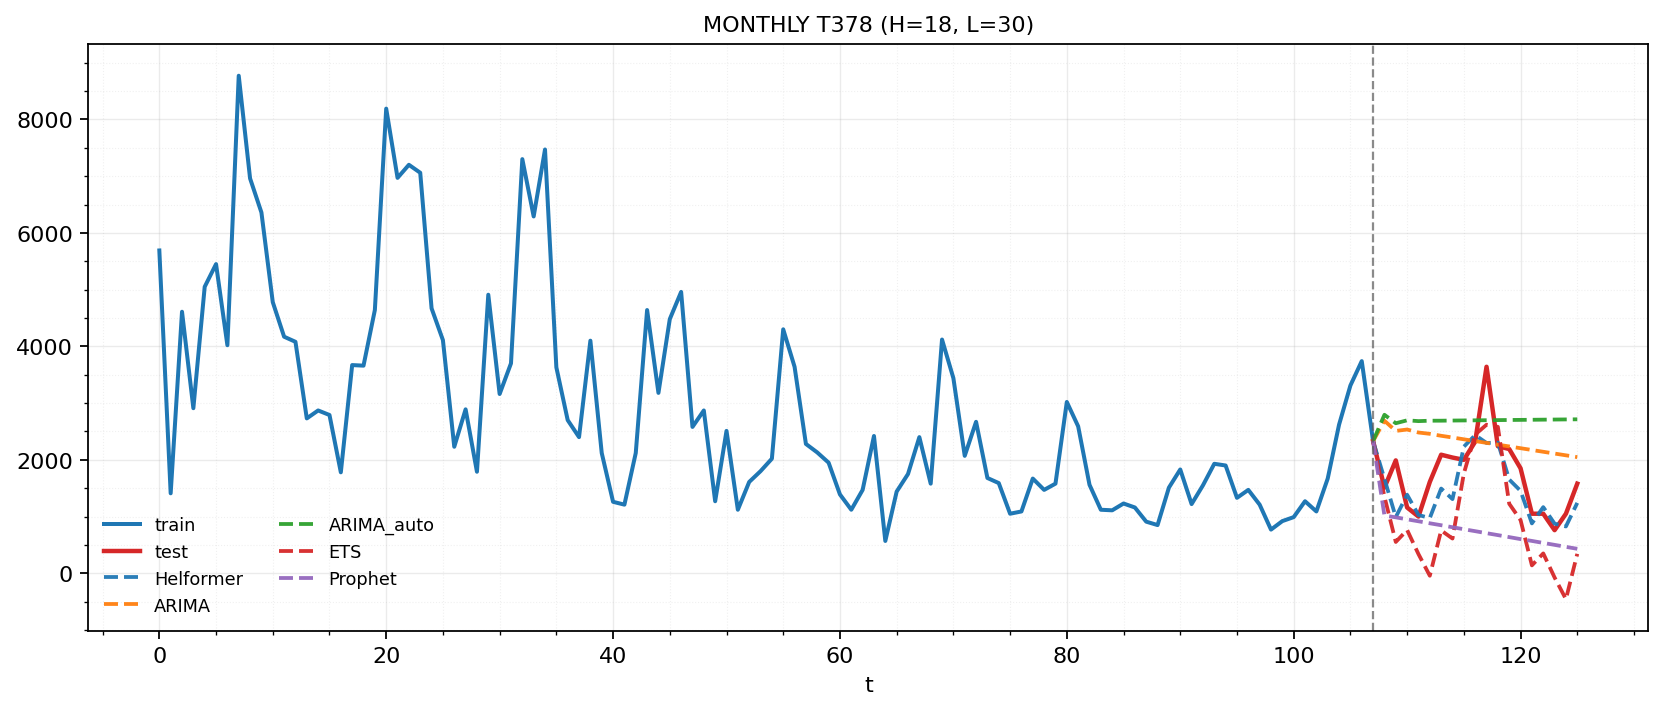 MONTHLY T378 (H=18, L=30)
8000
6000
4000
2000
0
train
test
Helformer
ARIMA
ARIMA_auto
ETS
Prophet
0 20 40 60 80 100 120
t